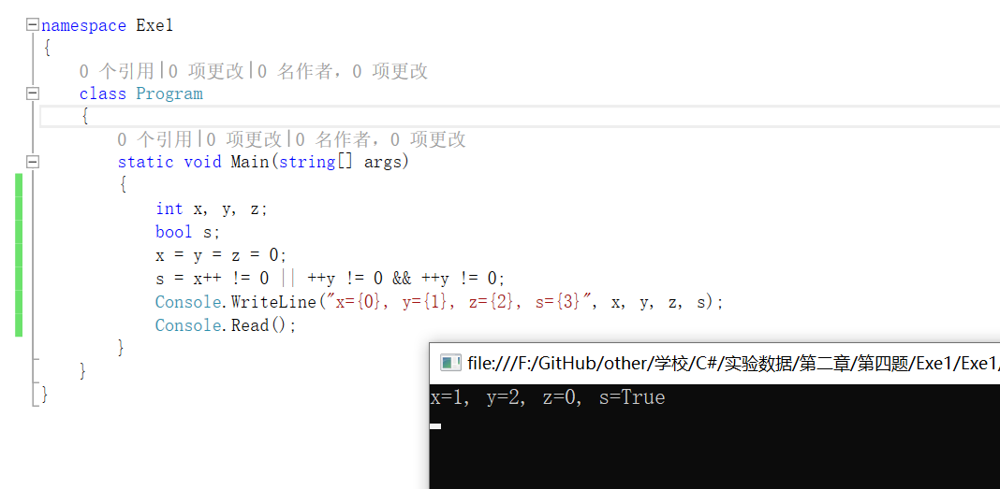 namespace Exe1
{
0 个引用|0 项更改|0 名作者，0 项更改
class Program
{
0 个引用|0 项更改|0 名作者，0 项更改
static void Main(string[] args)
{
int x, y, z;
bool s;
x = y = z = 0;
s = x++ != 0 || ++y != 0 && ++y != 0;
Console.WriteLine("x={0}, y={1}, z={2}, s={3}", x, y, z, s);
Console.Read();
}
}
}
file:///F:/GitHub/other/学校/C#/实验数据/第二章/第四题/Exe1/Exe1/
x=1, y=2, z=0, s=True